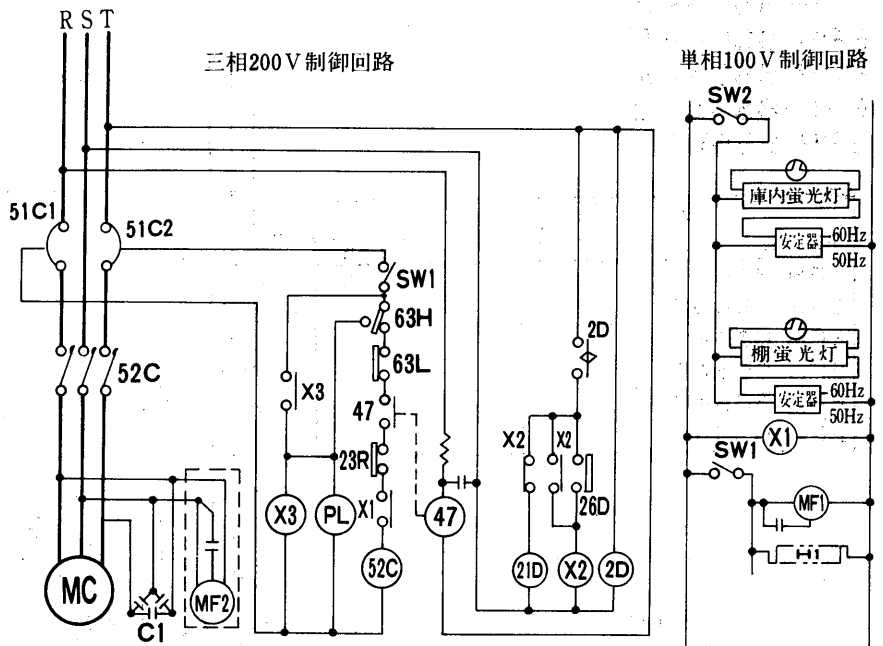 R S T
三相200V制御回路
単相100V制御回路
SW2
庫内蛍光灯
安定器
60Hz
50Hz
51C1
51C2
SW1
63H
63L
2D
52C
X3
47
23R
X1
X2
X2
26D
棚蛍光灯
安定器
60Hz
50Hz
X1
SW1
MF1
H1
X3
PL
47
52C
21D
X2
2D
MC
C1
MF2